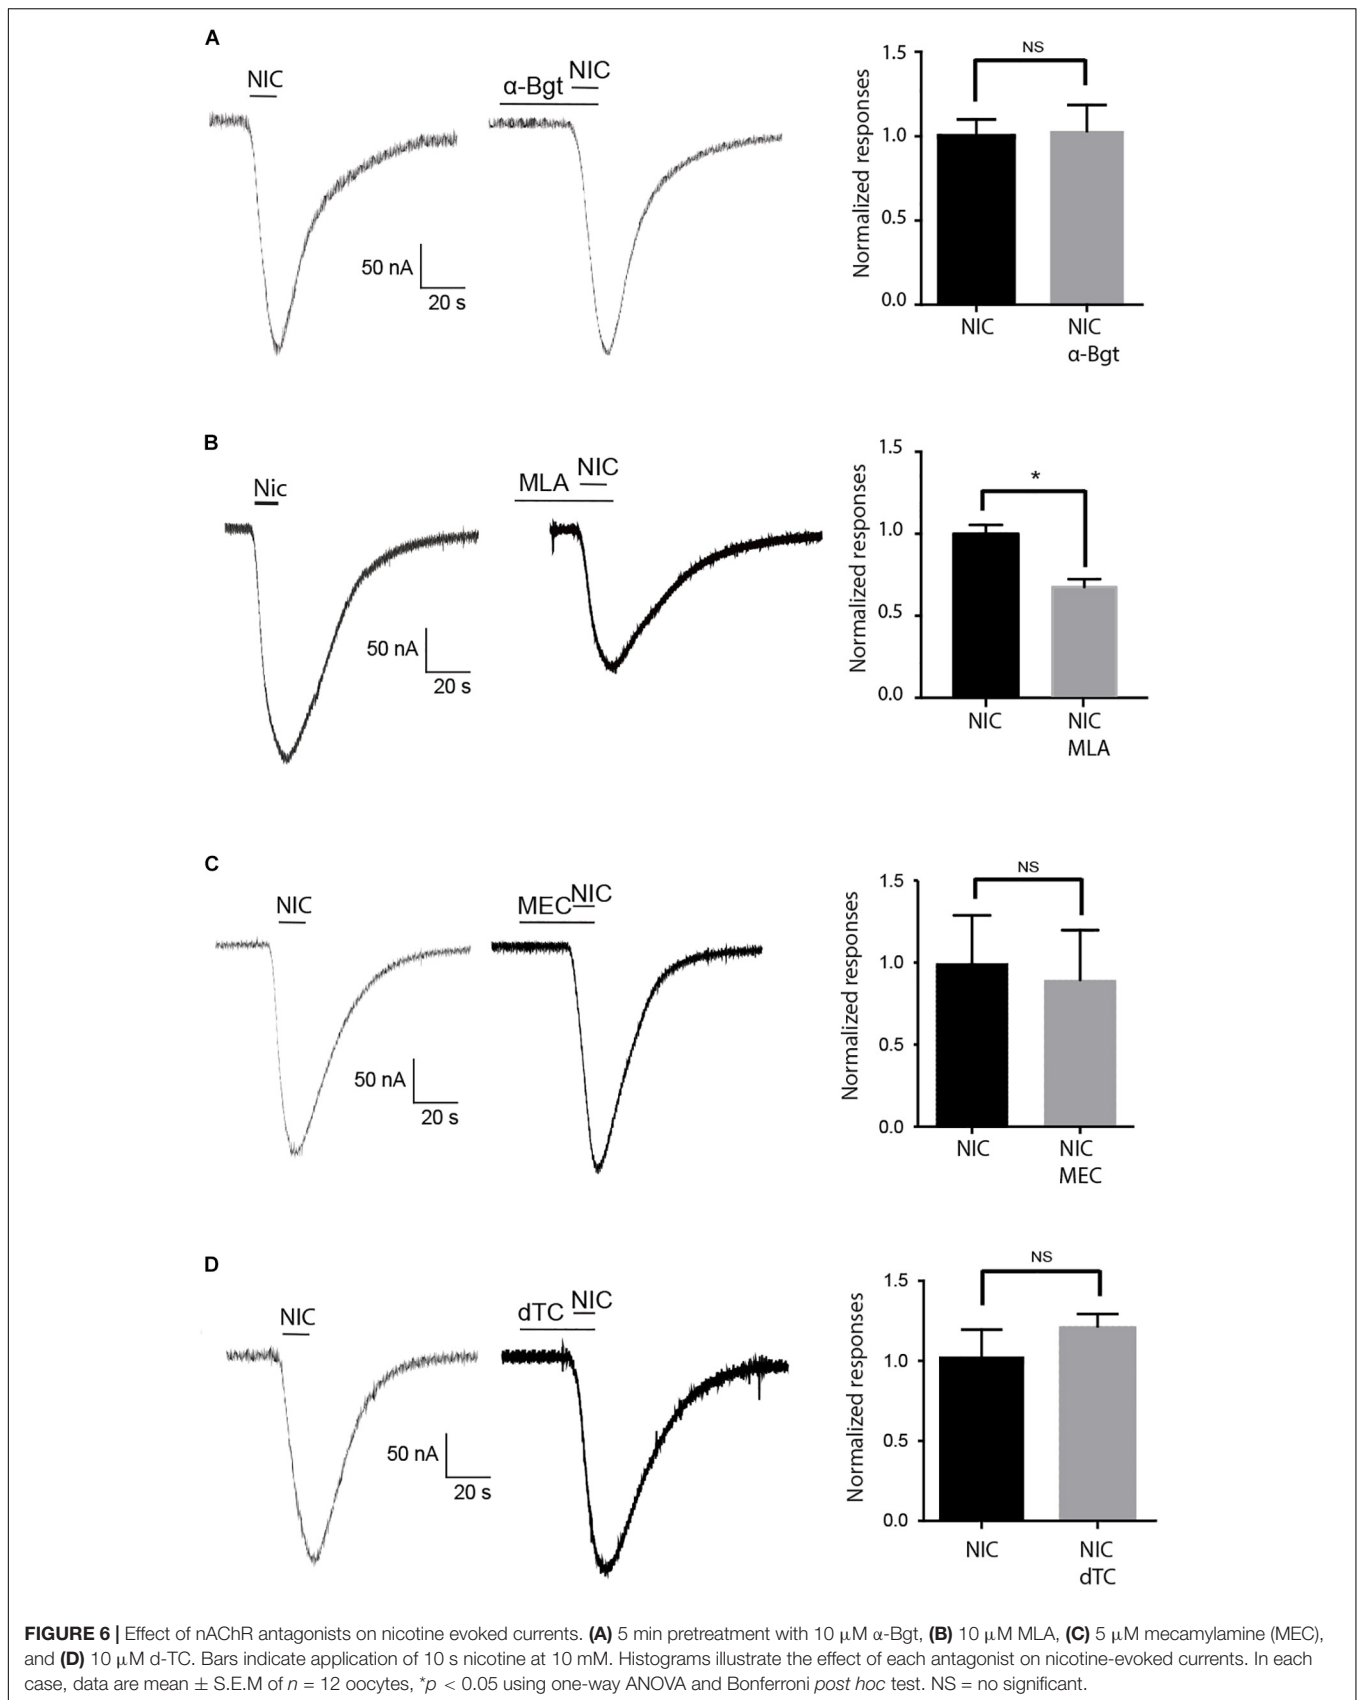 A
NIC
α-Bgt
NIC
50 nA
20 s
NS
Normalized responses
1.5
1.0
0.5
0.0
NIC
NIC
α-Bgt
B
Nic
MLA
NIC
50 nA
20 s
*
Normalized responses
1.5
1.0
0.5
0.0
NIC
NIC
MLA
C
NIC
MEC
NIC
50 nA
20 s
NS
Normalized responses
1.5
1.0
0.5
0.0
NIC
NIC
MEC
D
NIC
dTC
NIC
50 nA
20 s
NS
Normalized responses
1.5
1.0
0.5
0.0
NIC
NIC
dTC
FIGURE 6 | Effect of nAChR antagonists on nicotine evoked currents. (A) 5 min pretreatment with 10 μM α-Bgt, (B) 10 μM MLA, (C) 5 μM mecamylamine (MEC),
and (D) 10 μM d-TC. Bars indicate application of 10 s nicotine at 10 mM. Histograms illustrate the effect of each antagonist on nicotine-evoked currents. In each
case, data are mean ± S.E.M of n = 12 oocytes, *p < 0.05 using one-way ANOVA and Bonferroni post hoc test. NS = no significant.